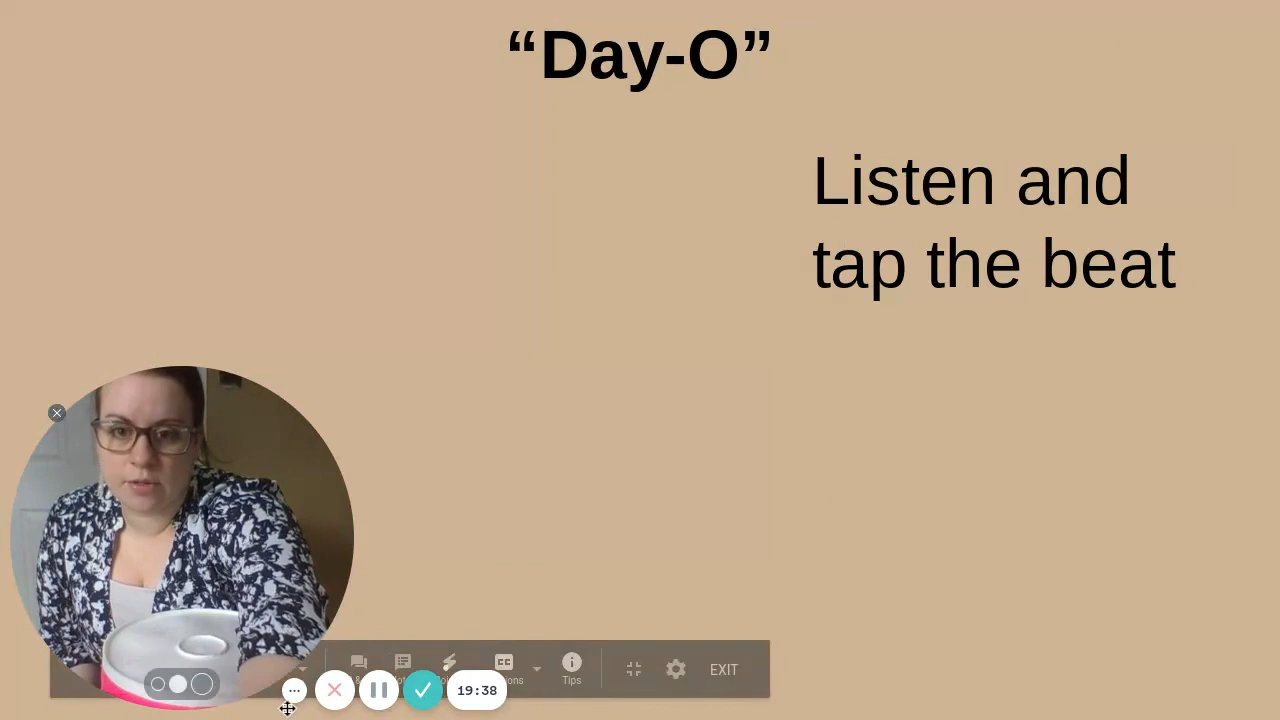 “Day-O”
Listen and
tap the beat
Tips
EXIT
19:38